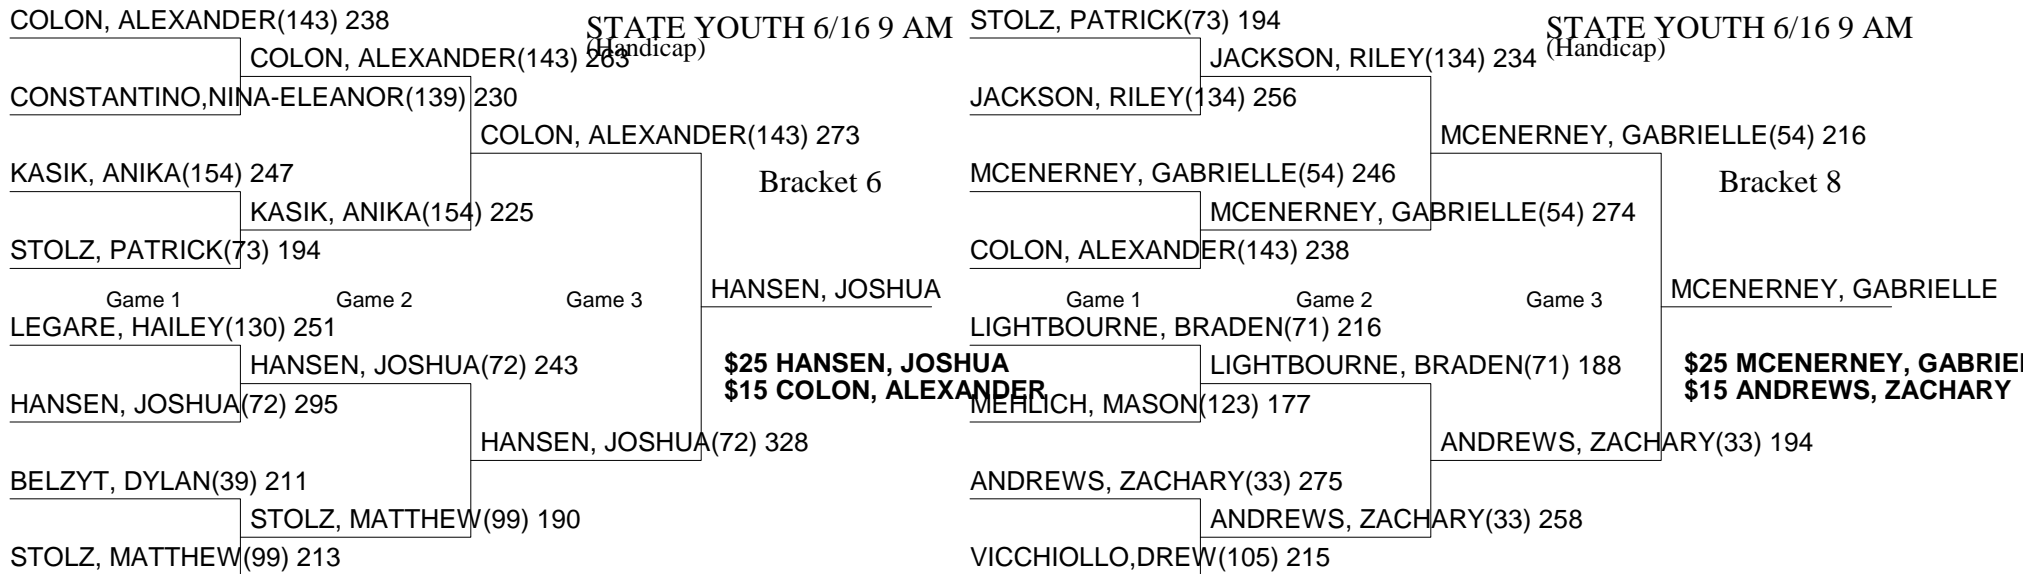 COLON, ALEXANDER(143) 238
STATE YOUTH 6/16 9 AM
(Handicap)
COLON, ALEXANDER(143) 263
CONSTANTINO,NINA-ELEANOR(139) 230
COLON, ALEXANDER(143) 273
KASIK, ANIKA(154) 247
Bracket 6
KASIK, ANIKA(154) 225
STOLZ, PATRICK(73) 194
Game 1
Game 2
Game 3
HANSEN, JOSHUA
LEGARE, HAILEY(130) 251
HANSEN, JOSHUA(72) 243
$25 HANSEN, JOSHUA
$15 COLON, ALEXANDER
HANSEN, JOSHUA(72) 295
HANSEN, JOSHUA(72) 328
BELZYT, DYLAN(39) 211
STOLZ, MATTHEW(99) 190
STOLZ, MATTHEW(99) 213
STOLZ, PATRICK(73) 194
STATE YOUTH 6/16 9 AM
(Handicap)
JACKSON, RILEY(134) 234
JACKSON, RILEY(134) 256
MCENERNEY, GABRIELLE(54) 216
MCENERNEY, GABRIELLE(54) 246
Bracket 8
MCENERNEY, GABRIELLE(54) 274
COLON, ALEXANDER(143) 238
Game 1
Game 2
Game 3
MCENERNEY, GABRIELLE
LIGHTBOURNE, BRADEN(71) 216
LIGHTBOURNE, BRADEN(71) 188
$25 MCENERNEY, GABRIEL
$15 ANDREWS, ZACHARY
MEHLICH, MASON(123) 177
ANDREWS, ZACHARY(33) 194
ANDREWS, ZACHARY(33) 275
ANDREWS, ZACHARY(33) 258
VICCHIOLLO,DREW(105) 215